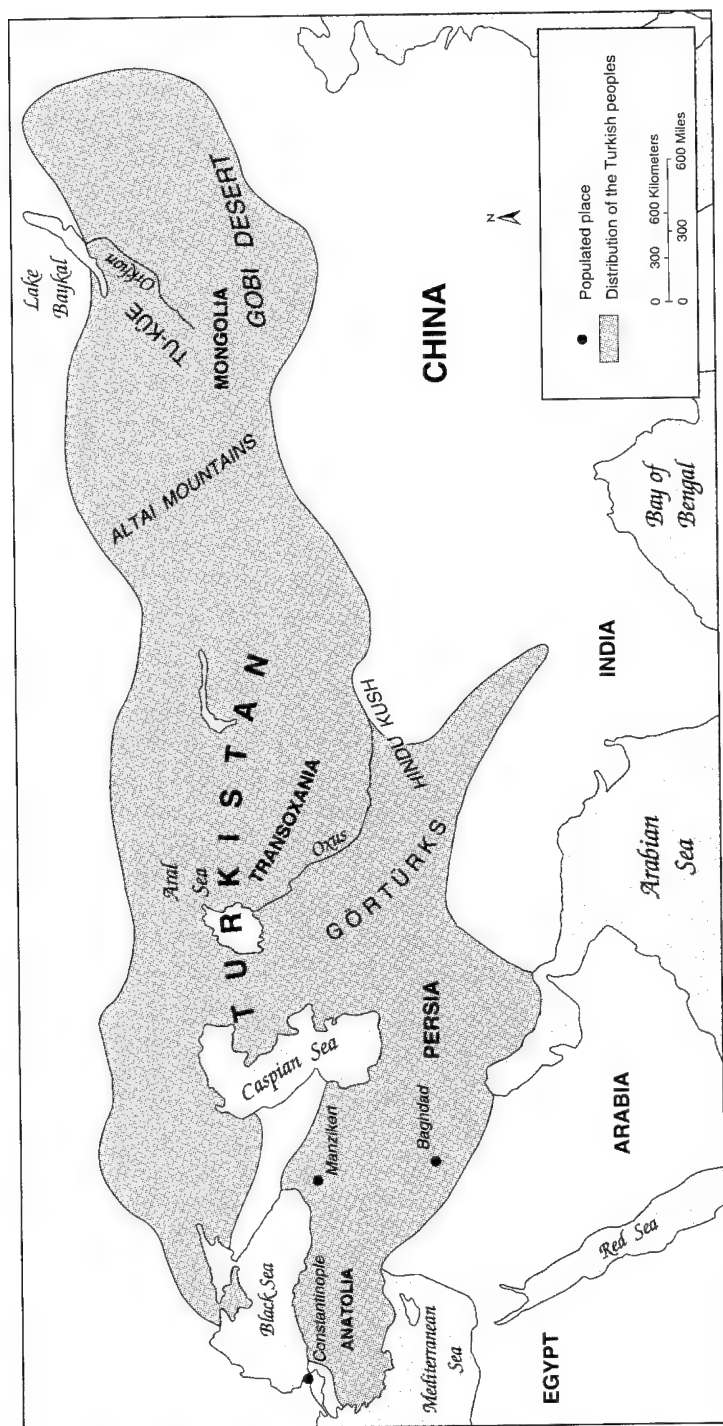 Lake
Baykal
Orkhon
TU-KÜE
MONGOLIA
GOBI DESERT
ALTAI MOUNTAINS
TURKISTAN
Aral
Sea
TRANSOXANIA
Oxus
HINDU KUSH
GÖRTÜRKS
Caspian Sea
PERSIA
Black Sea
Manzikert
Constantinople
ANATOLIA
Baghdad
Mediterranean
Sea
EGYPT
Red Sea
ARABIA
Arabian
Sea
INDIA
Bay of
Bengal
CHINA
N
Populated place
Distribution of the Turkish peoples
0 300 600 Kilometers
0 300 600 Miles